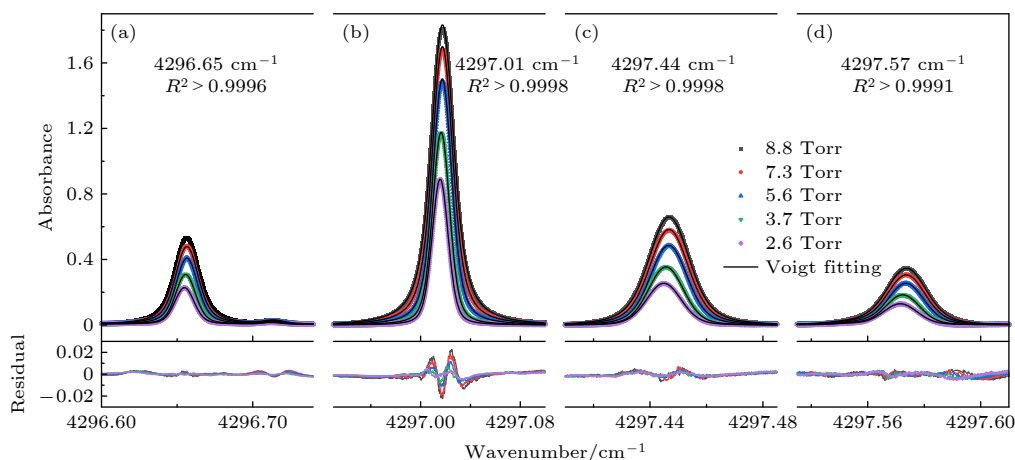 (a)
4296.65 cm⁻¹
R² > 0.9996
(b)
4297.01 cm⁻¹
R² > 0.9998
(c)
4297.44 cm⁻¹
R² > 0.9998
(d)
4297.57 cm⁻¹
R² > 0.9991
8.8 Torr
7.3 Torr
5.6 Torr
3.7 Torr
2.6 Torr
Voigt fitting
Absorbance
1.6
1.2
0.8
0.4
0
Residual
0.02
0
−0.02
4296.60
4296.70
4297.00
4297.08
4297.44
4297.48
4297.56
4297.60
Wavenumber/cm⁻¹